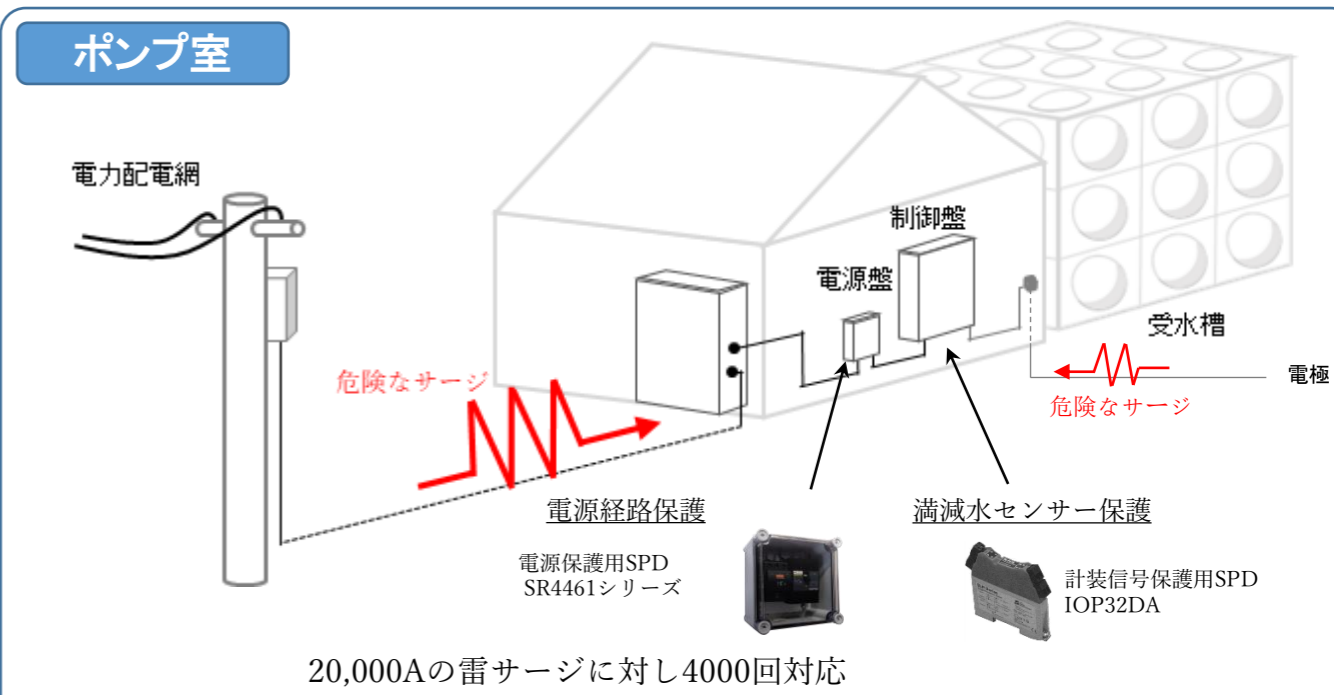 ポンプ室
電力配電網
制御盤
電源盤
受水槽
電極
危険なサージ
危険なサージ
電源経路保護
満減水センサー保護
電源保護用SPD
SR4461シリーズ
計装信号保護用SPD
IOP32DA
20,000Aの雷サージに対し4000回対応